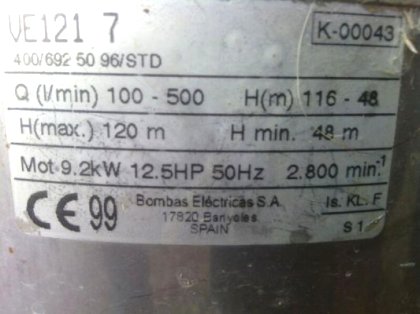 VE121 7 K-00043
400/692 50 96/STD
Q (l/min) 100 - 500 H(m) 116 - 48
H(max.) 120 m H min. 48 m
Mot 9.2kW 12.5HP 50Hz 2.800 min.-1
CE 99 Bombas Eléctricas S.A. Is. KL. F
17820 Banyoles
SPAIN S 1